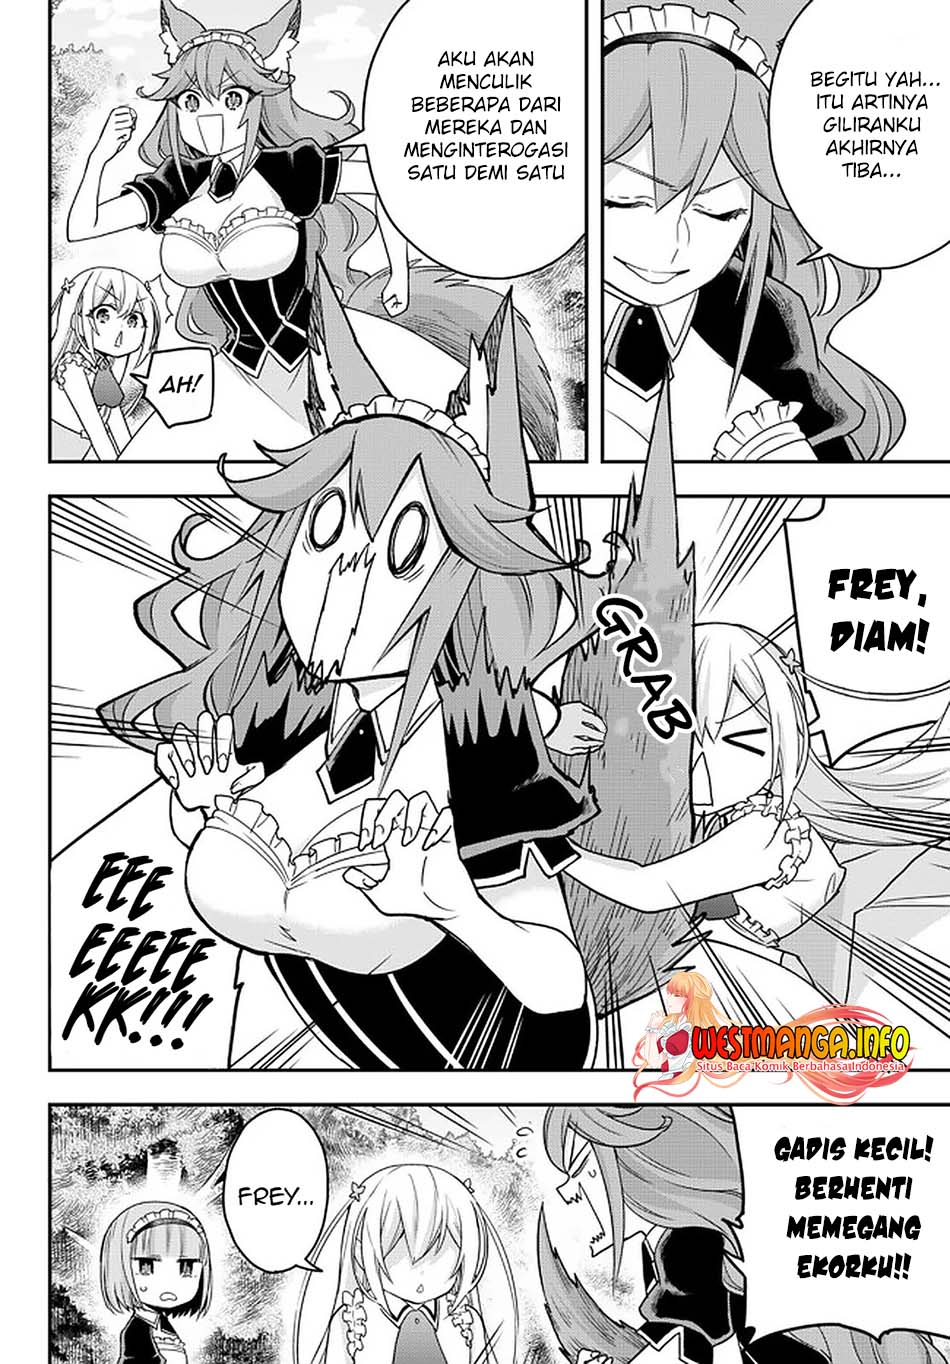 BEGITU YAH...
ITU ARTINYA
GILIRANKU
AKHIRNYA
TIBA...
AKU AKAN
MENCULIK
BEBERAPA DARI
MEREKA DAN
MENGINTEROGASI
SATU DEMI SATU
AH!
FREY,
DIAM!
GRAB
EEE
EEEEE
KK!!!
WESTMANGA.INFO
Situs Baca Komik Berbahasa Indonesia
GADIS KECIL!
BERHENTI
MEMEGANG
EKORKU!!
FREY...